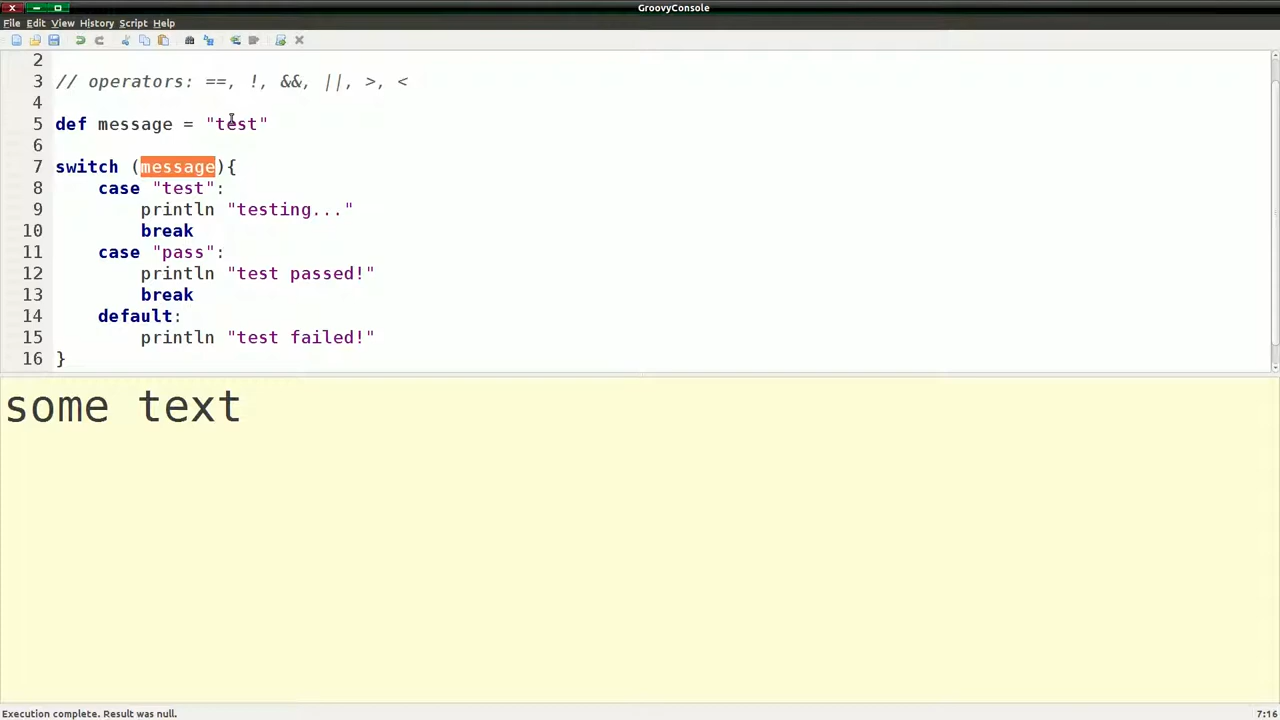 GroovyConsole
File Edit View History Script Help
2
3 // operators: ==, !, &&, ||, >, <
4
5 def message = "test"
6
7 switch (message){
8     case "test":
9         println "testing..."
10         break
11     case "pass":
12         println "test passed!"
13         break
14     default:
15         println "test failed!"
16 }
some text
Execution complete. Result was null. 7:16